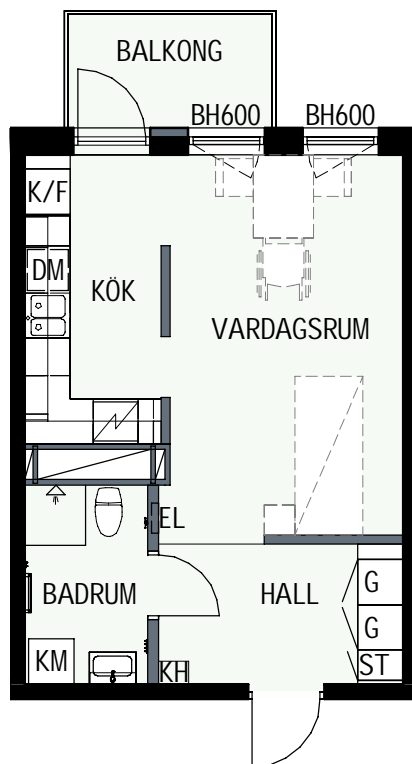 BALKONG
BH600 BH600
K/F
DM
KÖK
VARDAGSRUM
EL
BADRUM
HALL
G
G
KM
KH
ST